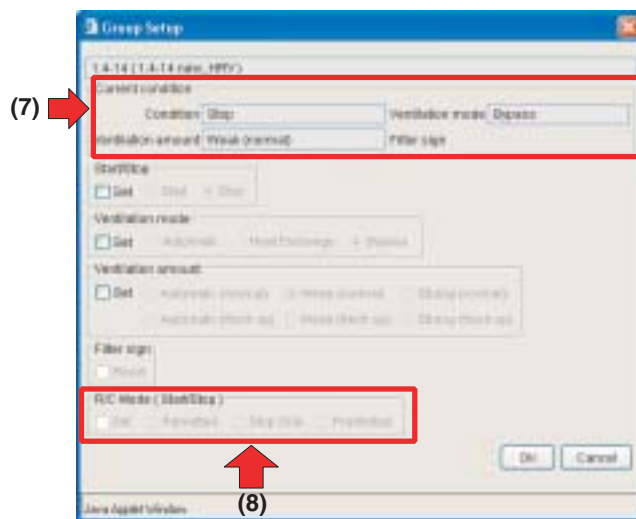 Group Setup
1:4-14 (1:4-14 name_HRV)
Current condition
(7)
Condition Stop Ventilation mode Bypass
Ventilation amount Weak (normal) Filter sign
Start/Stop
Set Start Stop
Ventilation mode
Set Automatic Heat Exchange Bypass
Ventilation amount
Set Automatic (normal) Weak (normal) Strong (normal)
Automatic (fresh up) Weak (fresh up) Strong (fresh up)
Filter sign
Reset
R/C Mode ( Start/Stop )
Set Permitted Stop Only Prohibited
OK Cancel
(8)
Java Applet Window